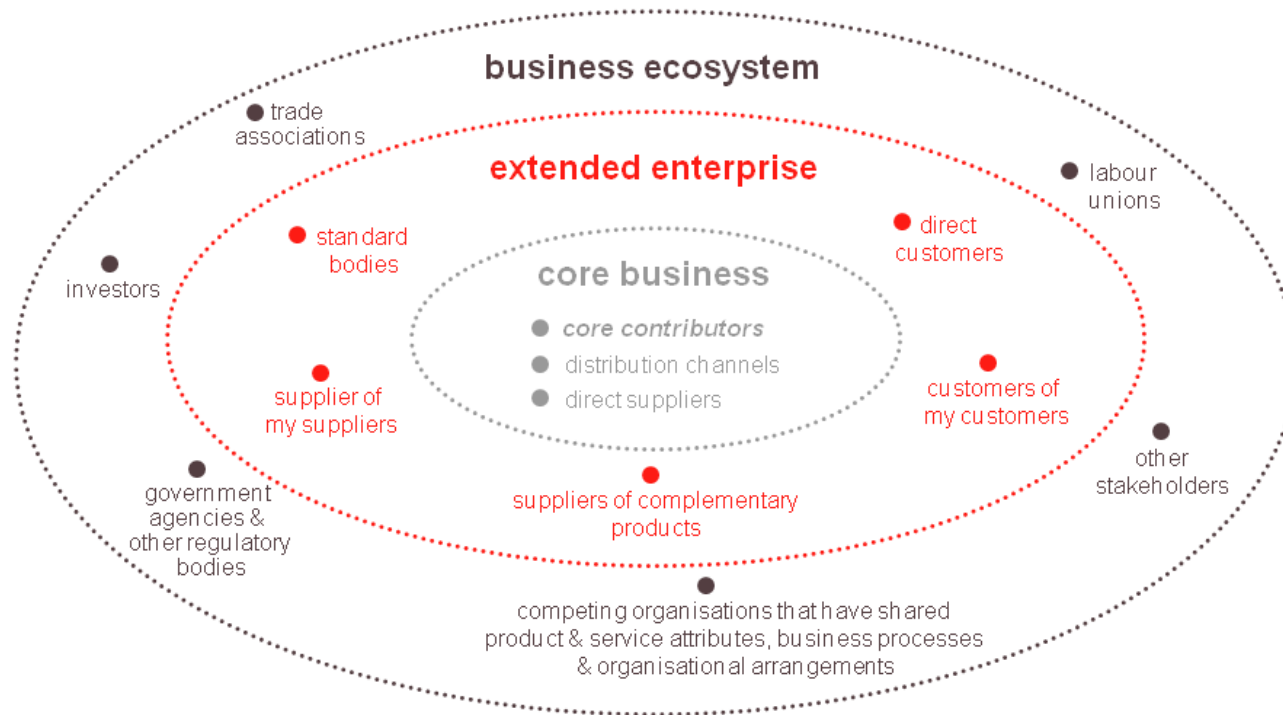 business ecosystem
trade
associations
extended enterprise
labour
unions
standard
bodies
direct
customers
investors
core business
core contributors
distribution channels
direct suppliers
supplier of
my suppliers
customers of
my customers
other
stakeholders
government
agencies &
other regulatory
bodies
suppliers of complementary
products
competing organisations that have shared
product & service attributes, business processes
& organisational arrangements